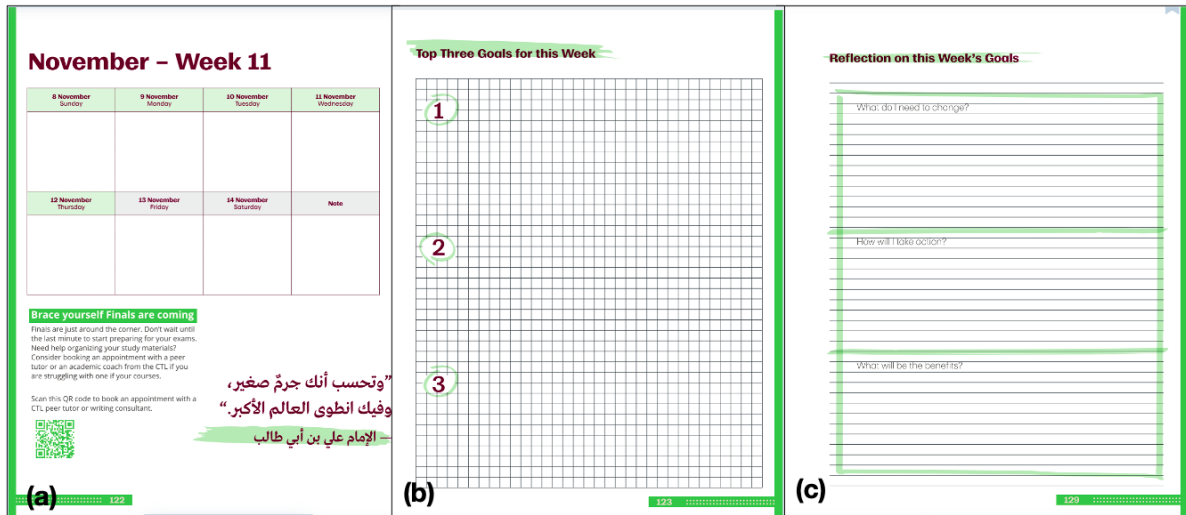 November – Week 11
8 November
Sunday
9 November
Monday
10 November
Tuesday
11 November
Wednesday
12 November
Thursday
13 November
Friday
14 November
Saturday
Note
Brace yourself Finals are coming
Finals are just around the corner. Don't wait until
the last minute to start preparing for your exams.
Need help organizing your study materials?
Consider booking an appointment with a peer
tutor or an academic coach from the CTL if you
are struggling with one if your courses.
Scan this QR code to book an appointment with a
CTL peer tutor or writing consultant.
”وتحسب أنك جرمٌ صغير،
وفيك انطوى العالم الأكبر.“
— الإمام علي بن أبي طالب
(a)
122
Top Three Goals for this Week
1
2
3
(b)
123
Reflection on this Week's Goals
What do I need to change?
How will I take action?
What will be the benefits?
(c)
129